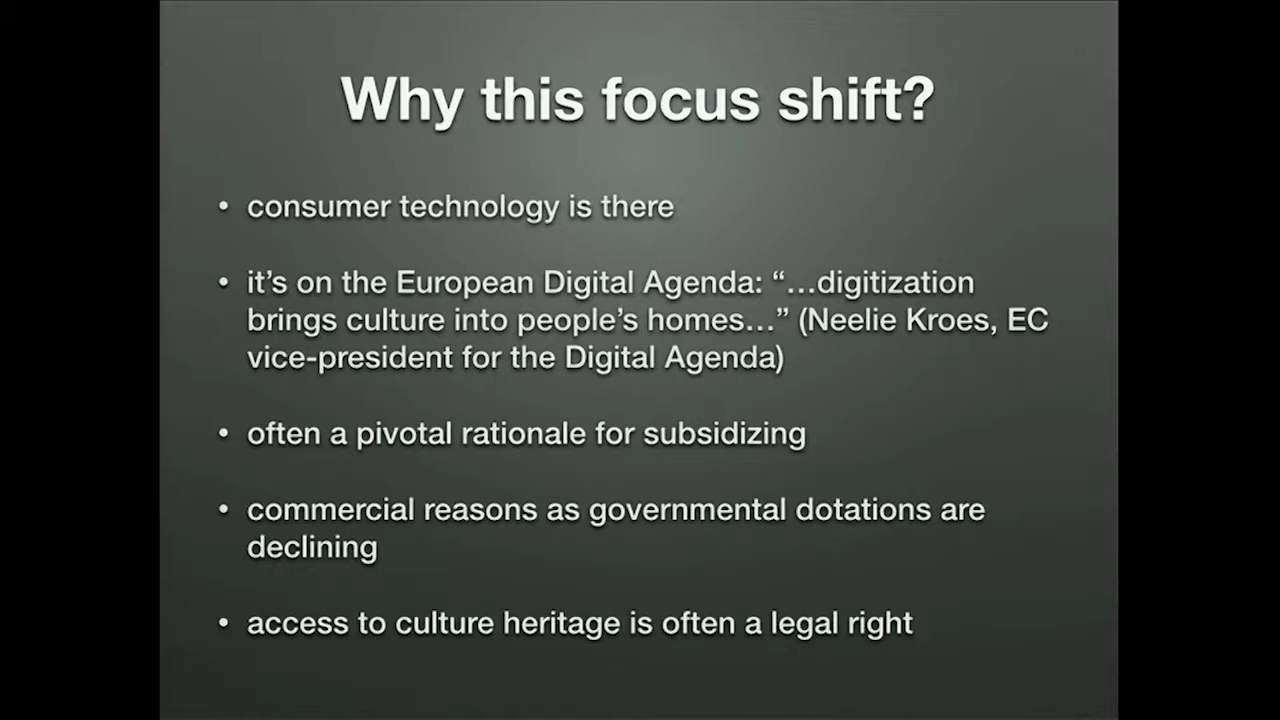 Why this focus shift?
• consumer technology is there
• it’s on the European Digital Agenda: “…digitization
brings culture into people’s homes…” (Neelie Kroes, EC
vice-president for the Digital Agenda)
• often a pivotal rationale for subsidizing
• commercial reasons as governmental dotations are
declining
• access to culture heritage is often a legal right